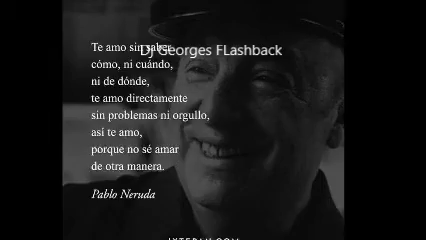 Dj Georges FLashback
Te amo sin saber
cómo, ni cuándo,
ni de dónde,
te amo directamente
sin problemas ni orgullo,
así te amo,
porque no sé amar
de otra manera.
Pablo Neruda